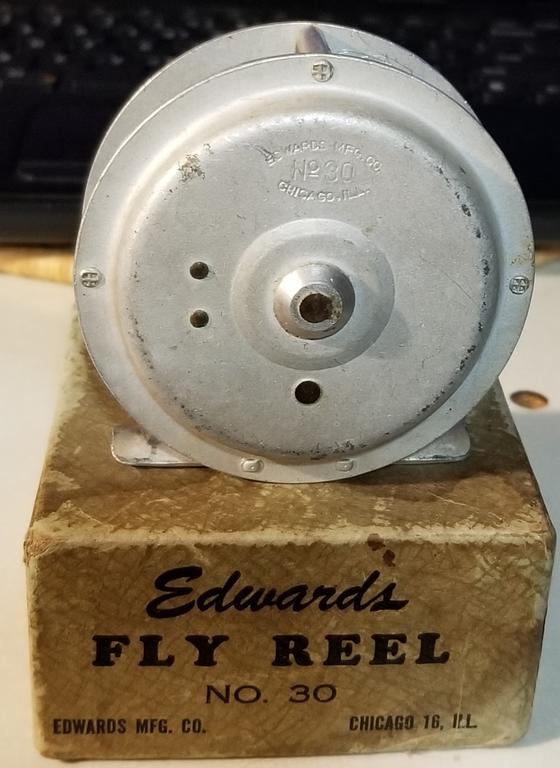 EDWARDS MFG. CO.
No 30
CHICAGO, ILL.
Edwards
FLY REEL
NO. 30
EDWARDS MFG. CO. CHICAGO 16, ILL.